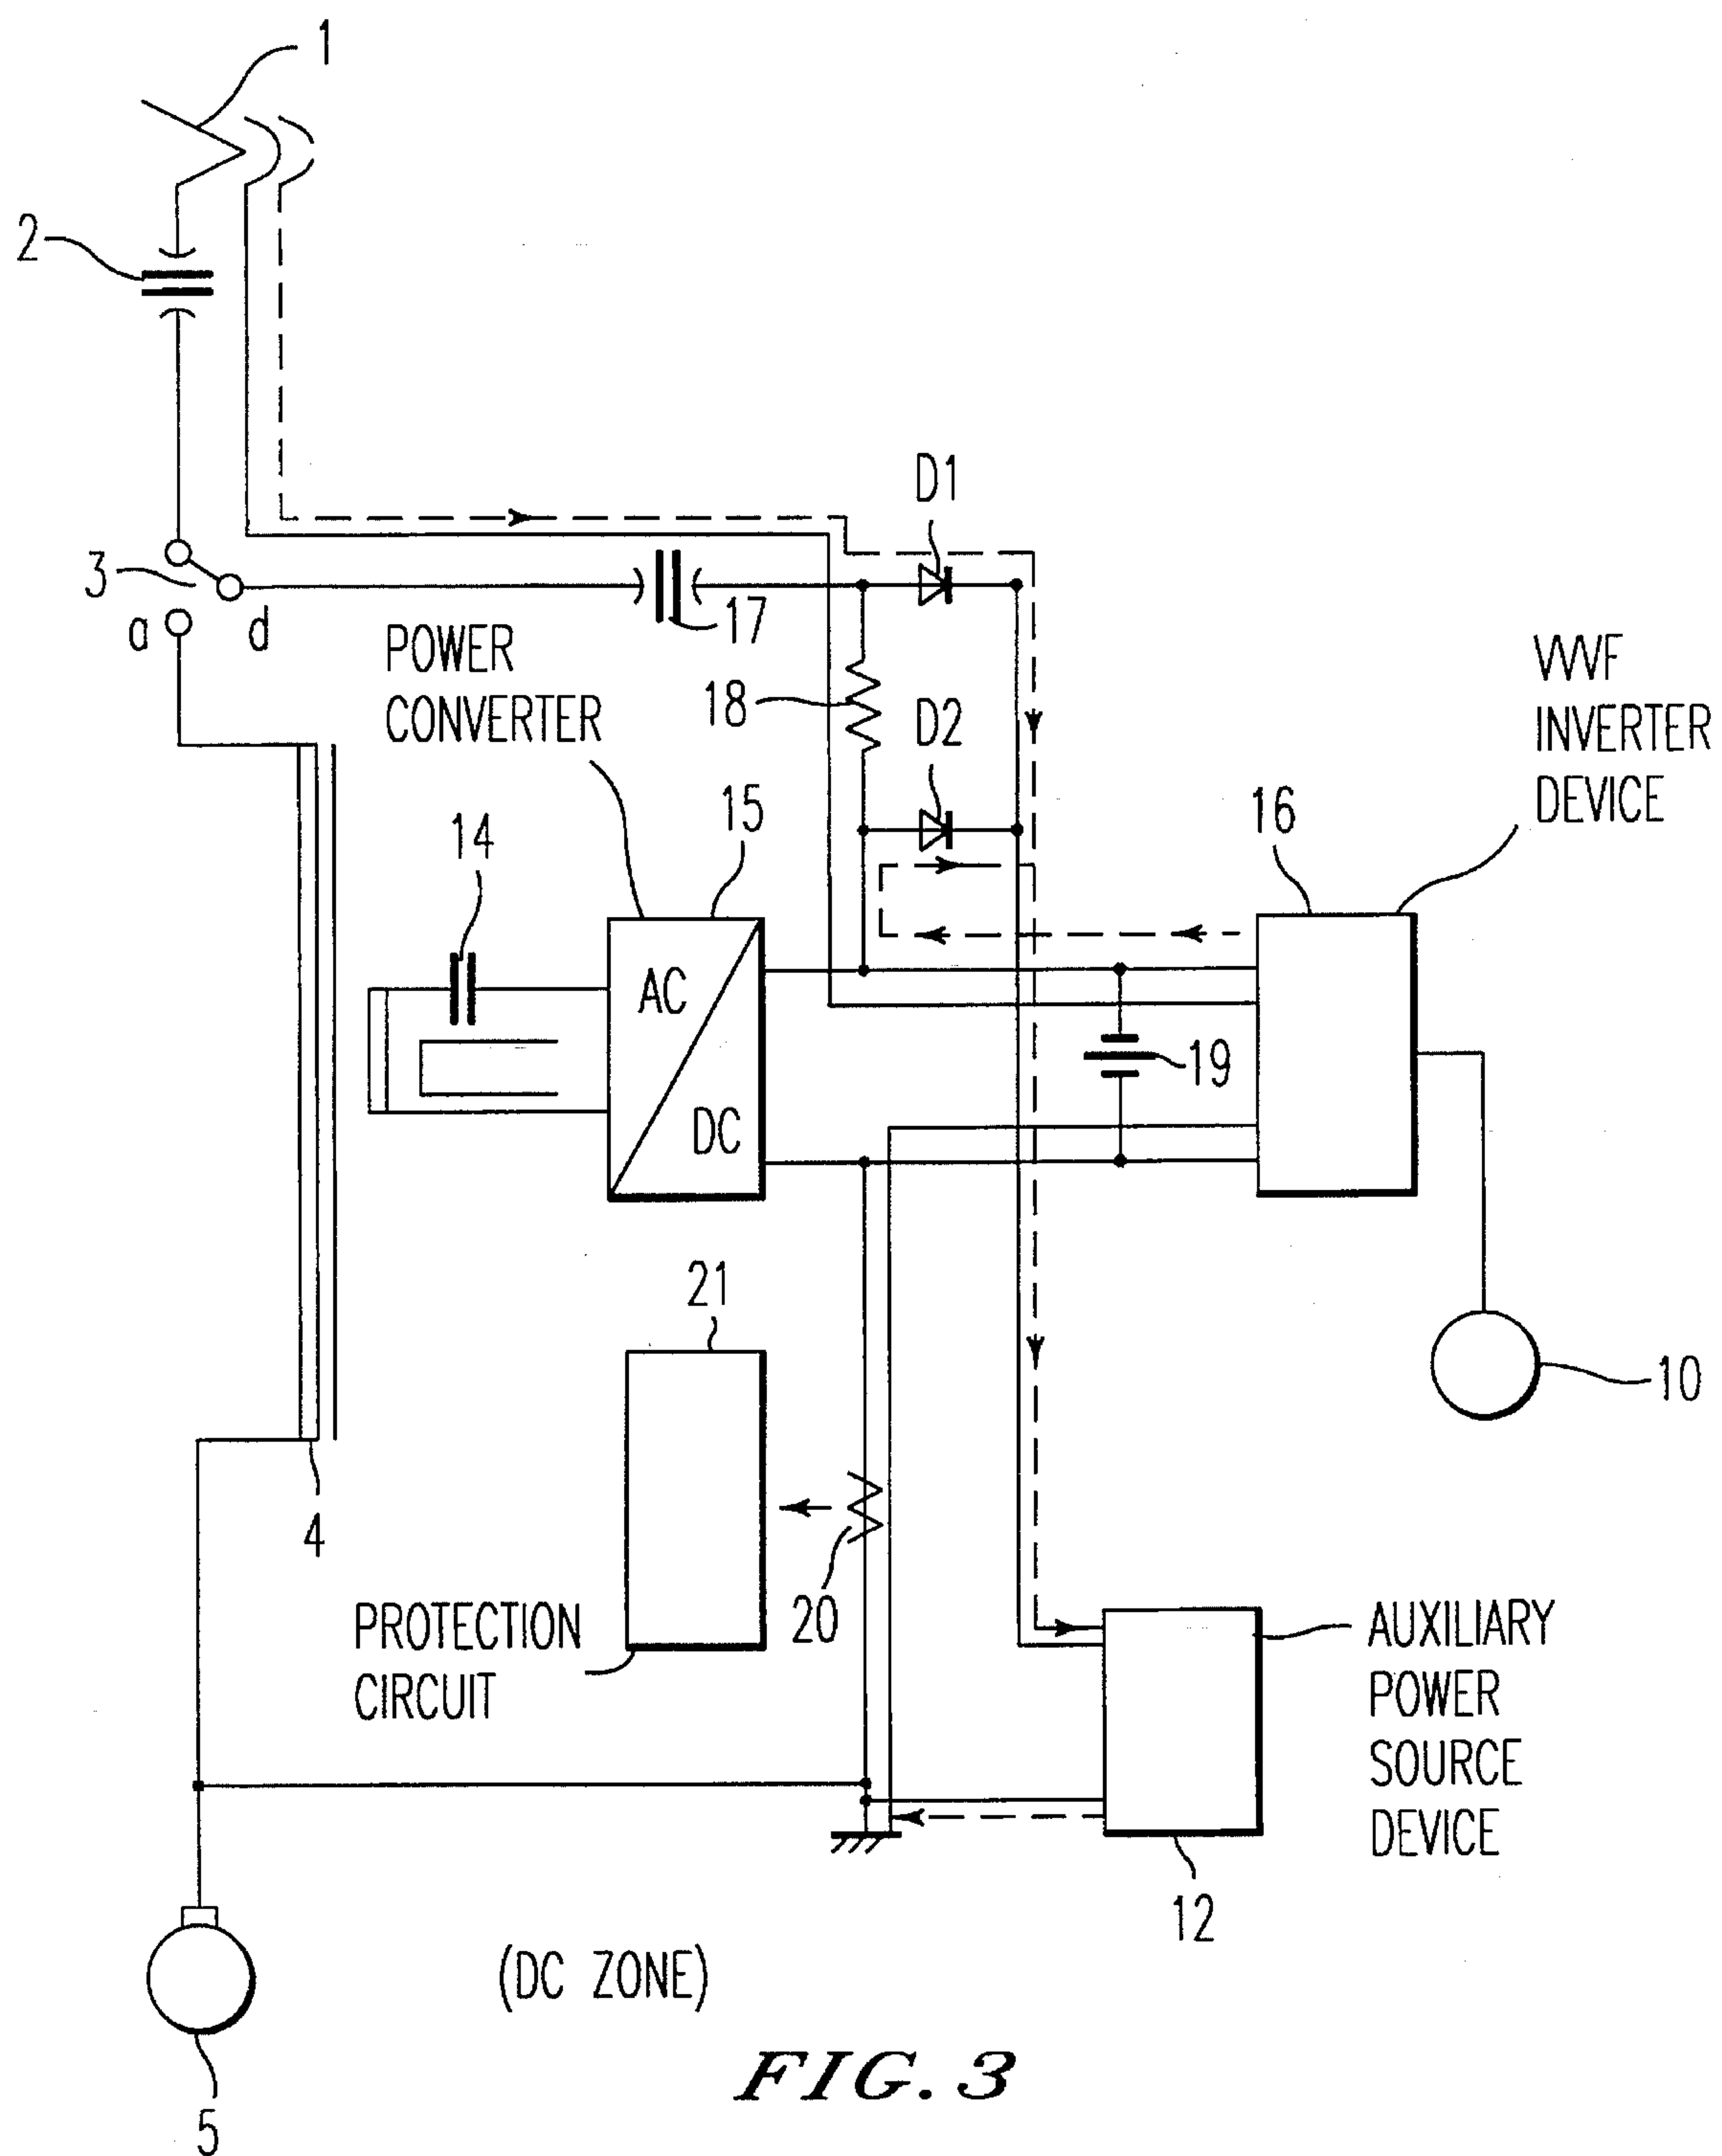 1
2
D1
3
a
d
17
POWER
CONVERTER
18
D2
VVVF
INVERTER
DEVICE
14
15
16
AC
DC
19
21
10
4
20
PROTECTION
CIRCUIT
AUXILIARY
POWER
SOURCE
DEVICE
12
(DC ZONE)
5
FIG. 3